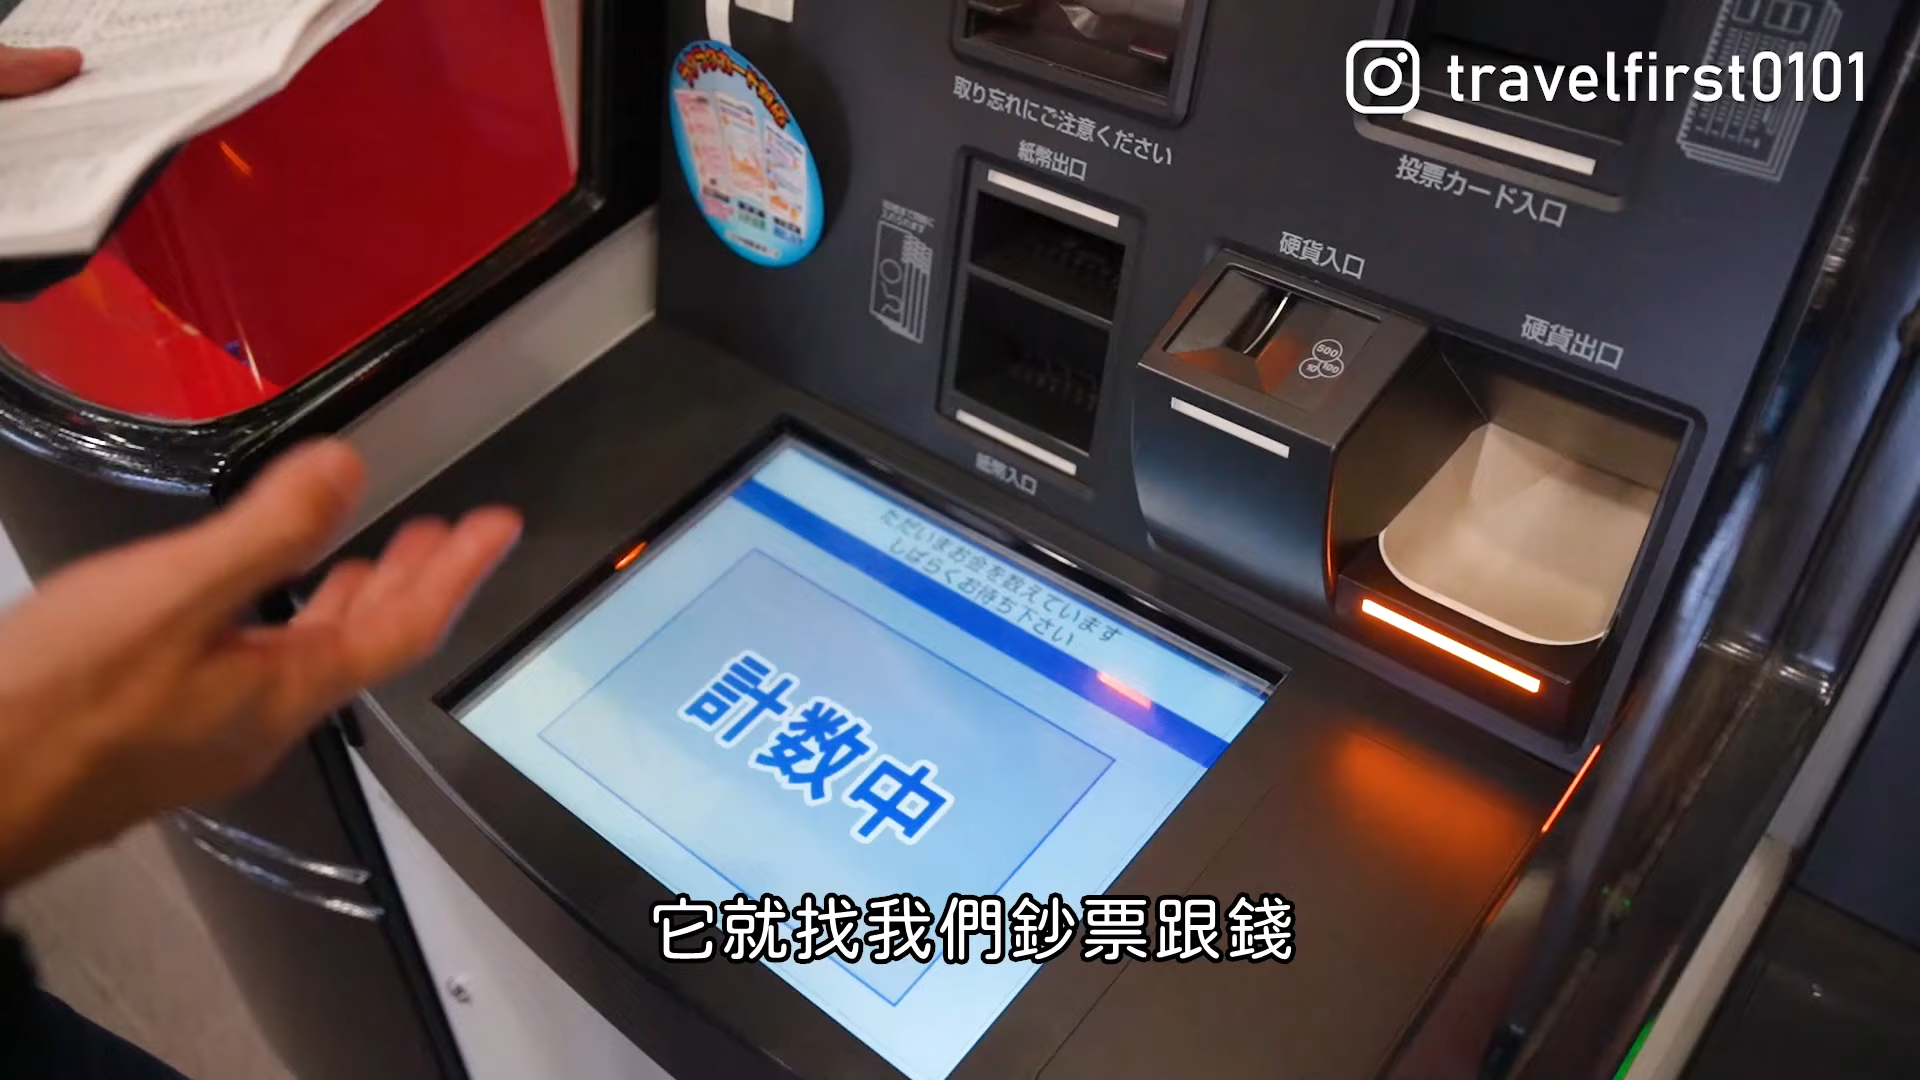 travelfirst0101
取り忘れにご注意ください
紙幣出口
投票カード入口
硬貨入口
500
10 100
硬貨出口
紙幣入口
ただいまお金を数えています
しばらくお待ち下さい
計数中
它就找我們鈔票跟錢